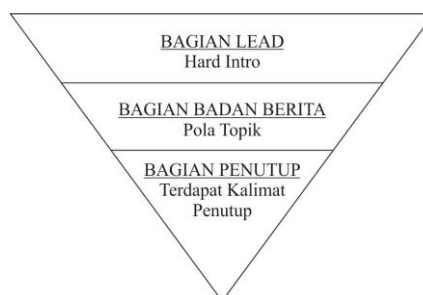 BAGIAN LEAD
Hard Intro
BAGIAN BADAN BERITA
Pola Topik
BAGIAN PENUTUP
Terdapat Kalimat
Penutup